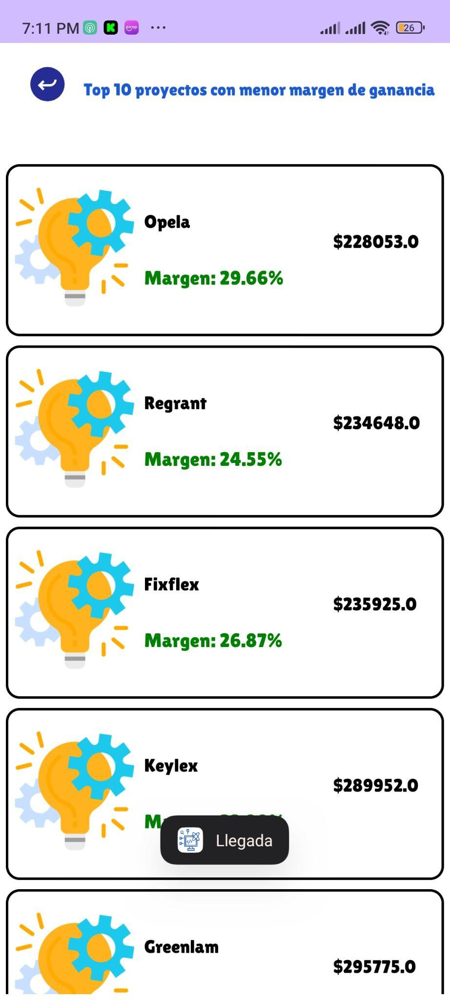 7:11 PM
picap
26
Top 10 proyectos con menor margen de ganancia
Opela
$228053.0
Margen: 29.66%
Regrant
$234648.0
Margen: 24.55%
Fixflex
$235925.0
Margen: 26.87%
Keylex
$289952.0
Llegada
Greenlam
$295775.0